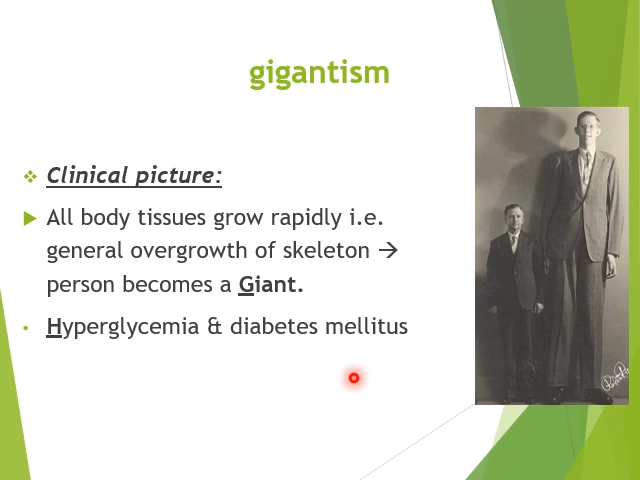 gigantism
Clinical picture:
All body tissues grow rapidly i.e.
general overgrowth of skeleton →
person becomes a Giant.
Hyperglycemia & diabetes mellitus